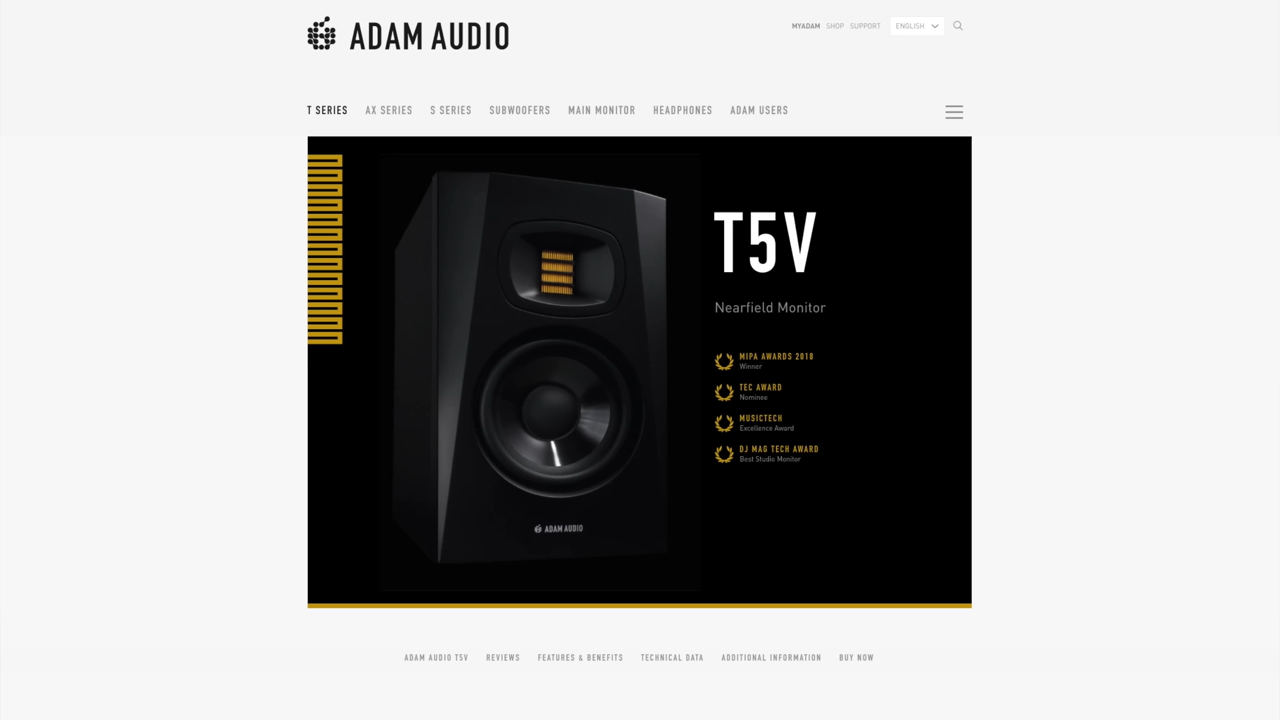 ADAM AUDIO
MYADAM SHOP SUPPORT ENGLISH
T SERIES AX SERIES S SERIES SUBWOOFERS MAIN MONITOR HEADPHONES ADAM USERS
T5V
Nearfield Monitor
MIPA AWARDS 2018
Winner
TEC AWARD
Nominee
MUSICTECH
Excellence Award
DJ MAG TECH AWARD
Best Studio Monitor
ADAM AUDIO
ADAM AUDIO T5V REVIEWS FEATURES & BENEFITS TECHNICAL DATA ADDITIONAL INFORMATION BUY NOW